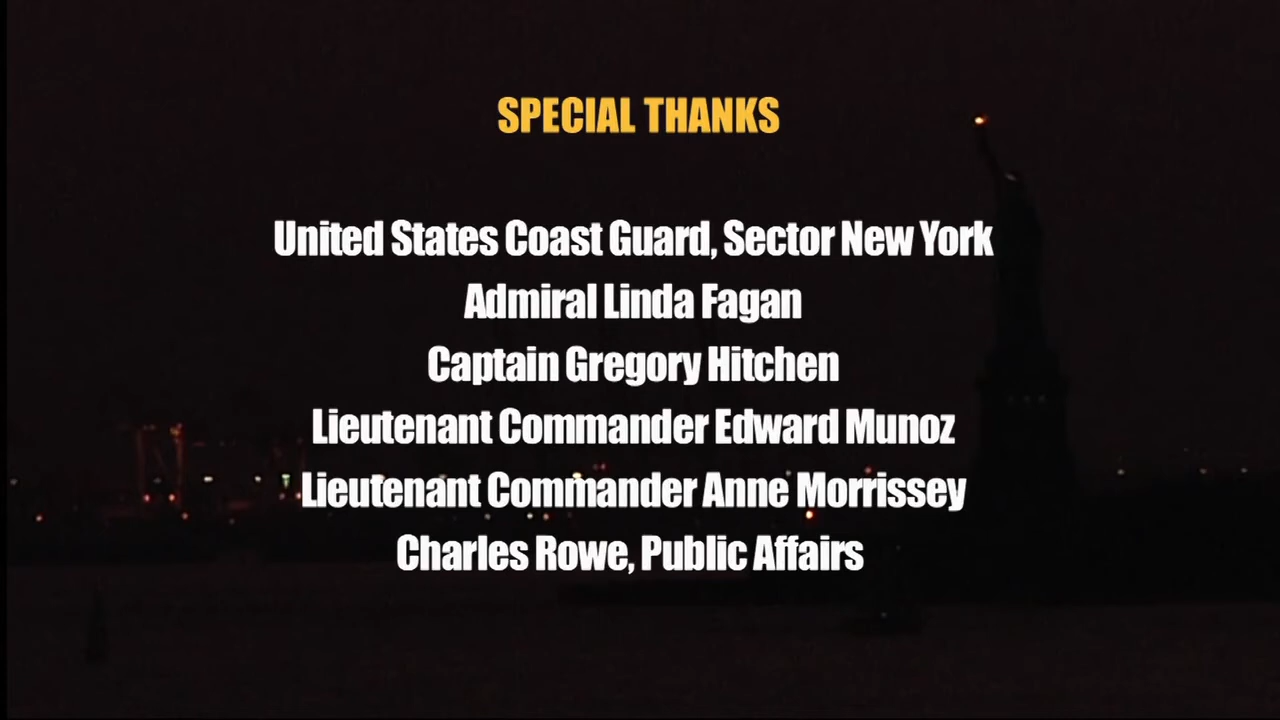 SPECIAL THANKS
United States Coast Guard, Sector New York
Admiral Linda Fagan
Captain Gregory Hitchen
Lieutenant Commander Edward Munoz
Lieutenant Commander Anne Morrissey
Charles Rowe, Public Affairs